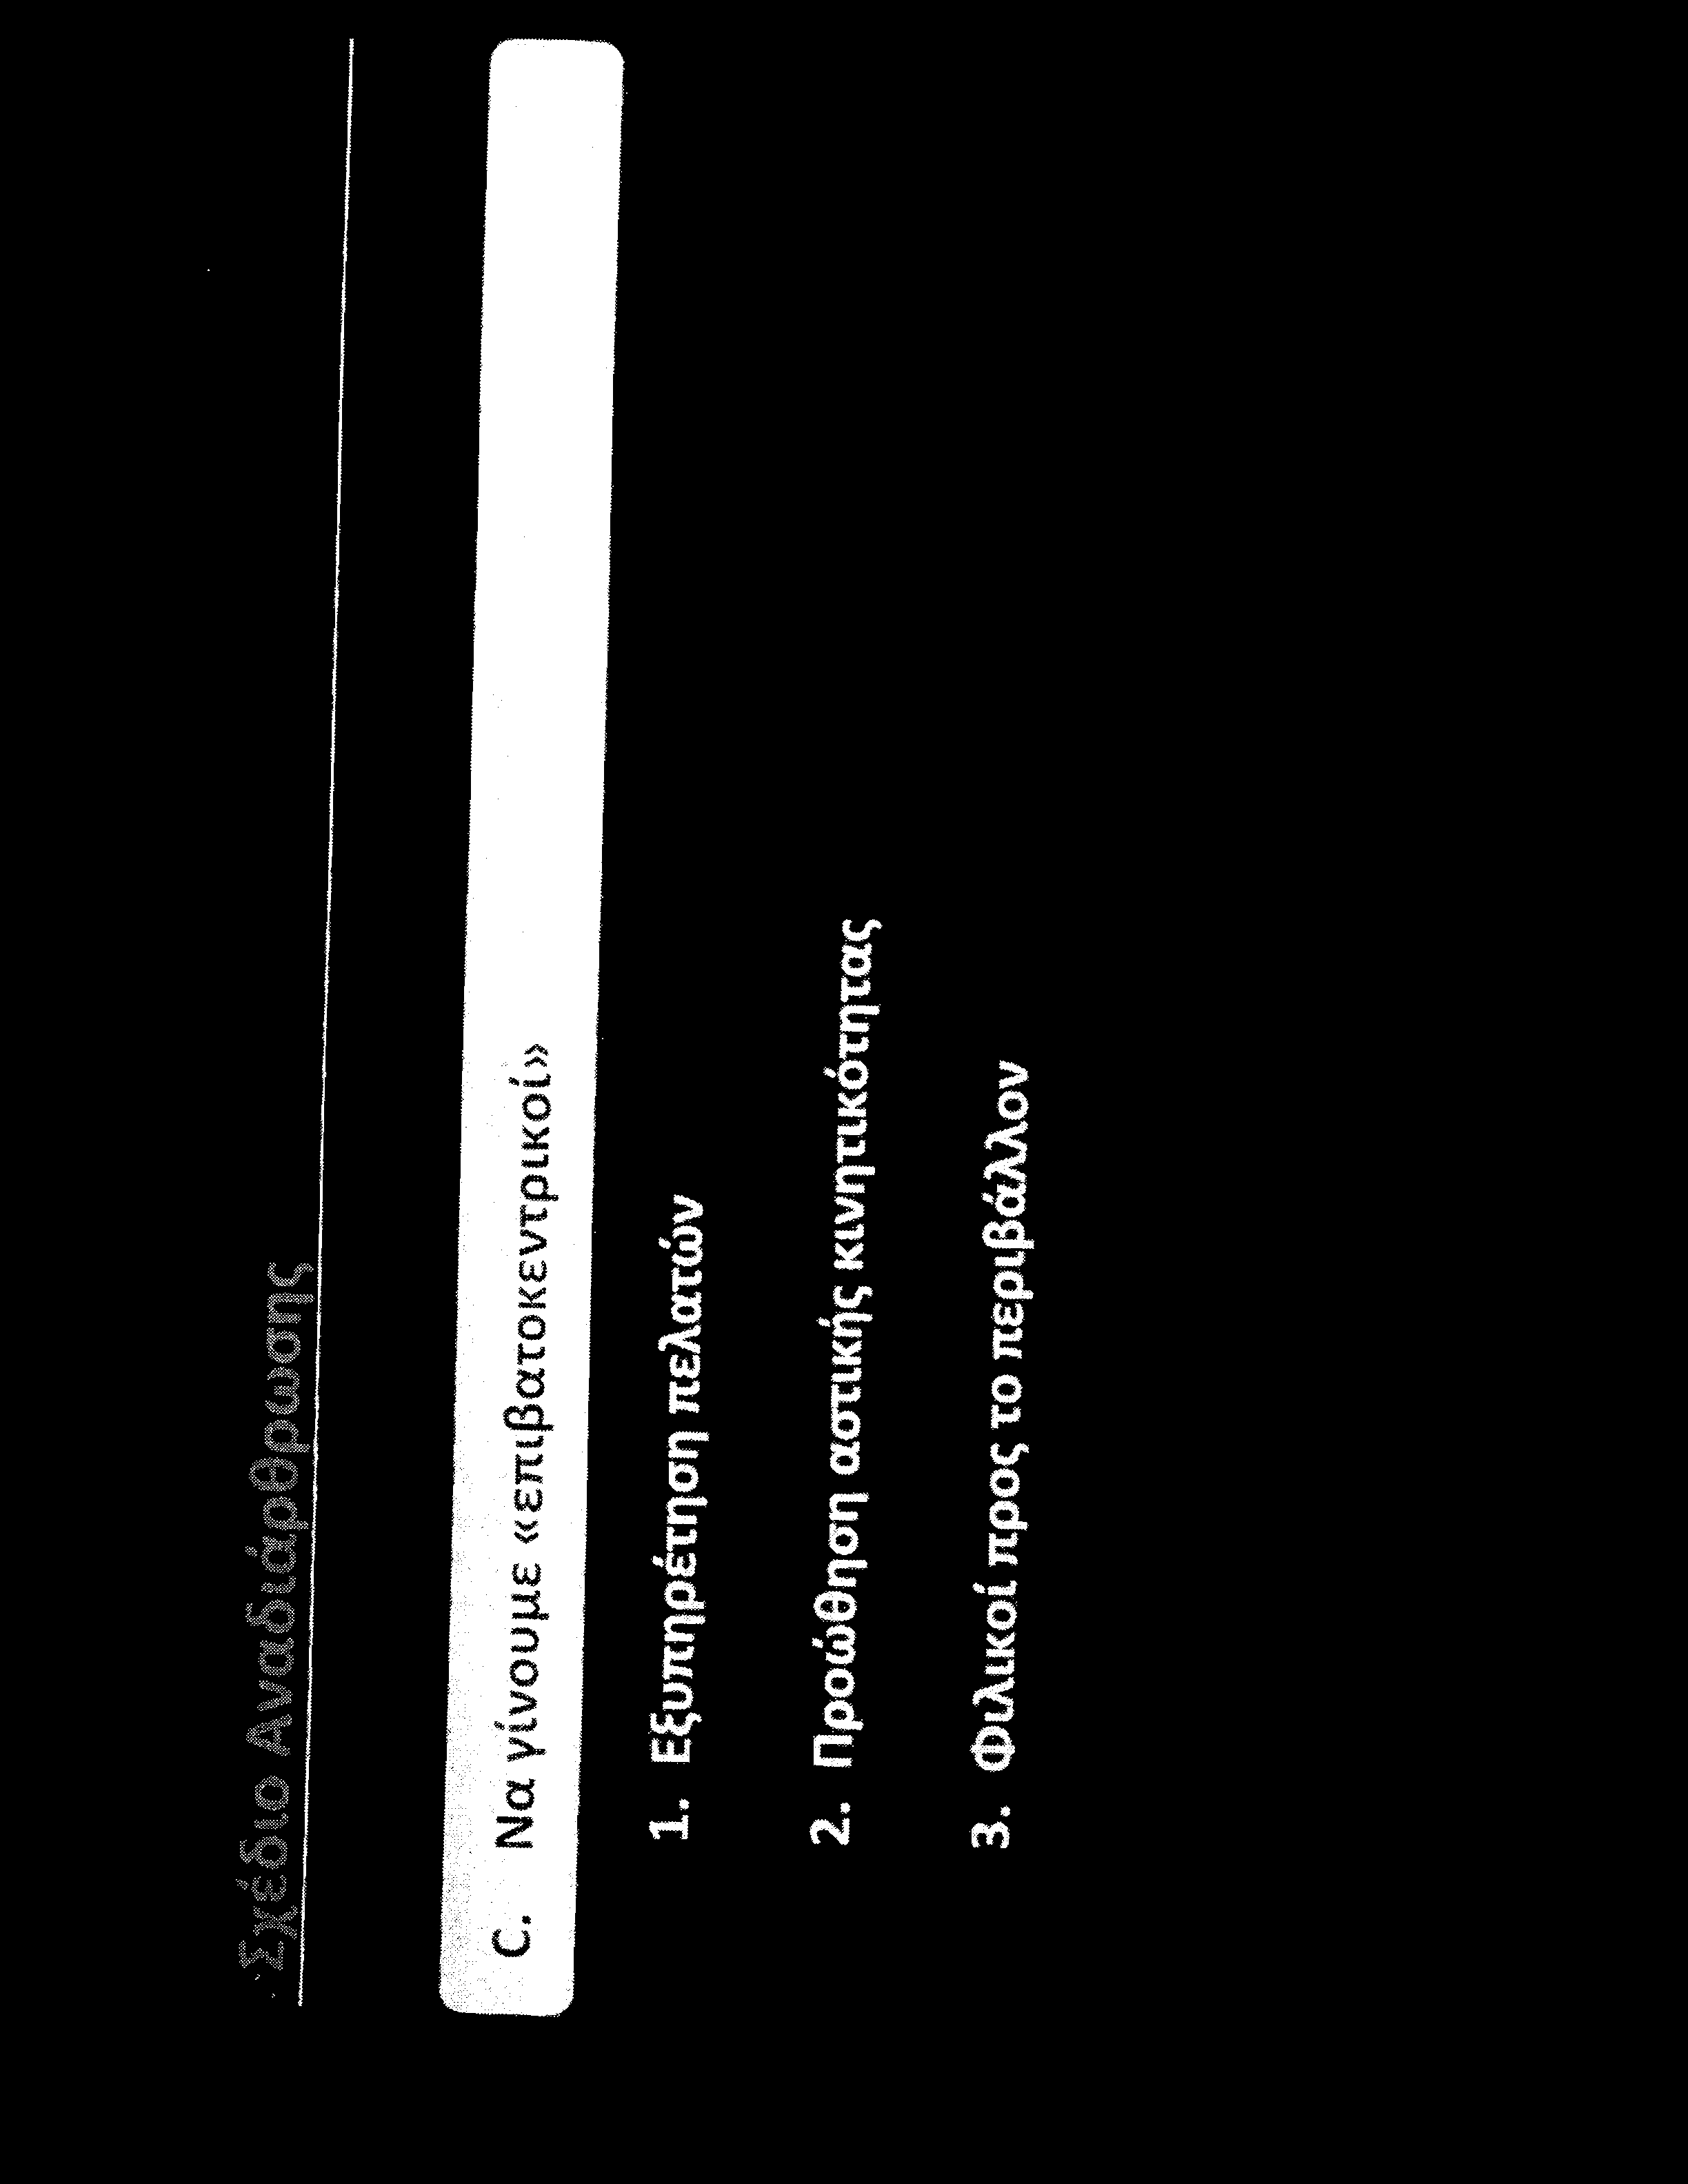 Σχέδιο Αναδιάρθρωσης
C. Να γίνουμε «επιβατοκεντρικοί»
1. Εξυπηρέτηση πελατών
2. Προώθηση αστικής κινητικότητας
3. Φιλικοί προς το περιβάλλον